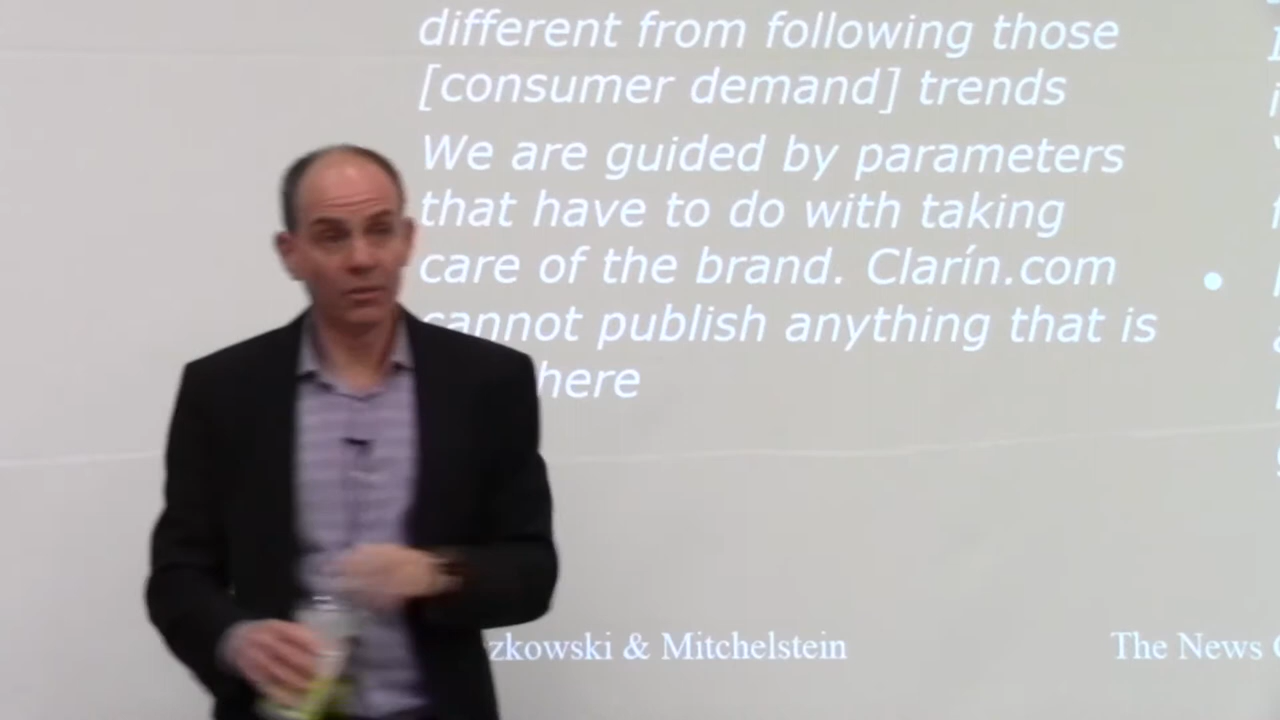 different from following those
[consumer demand] trends
We are guided by parameters
that have to do with taking
care of the brand. Clarín.com
cannot publish anything that is
here
zkowski & Mitchelstein
The News